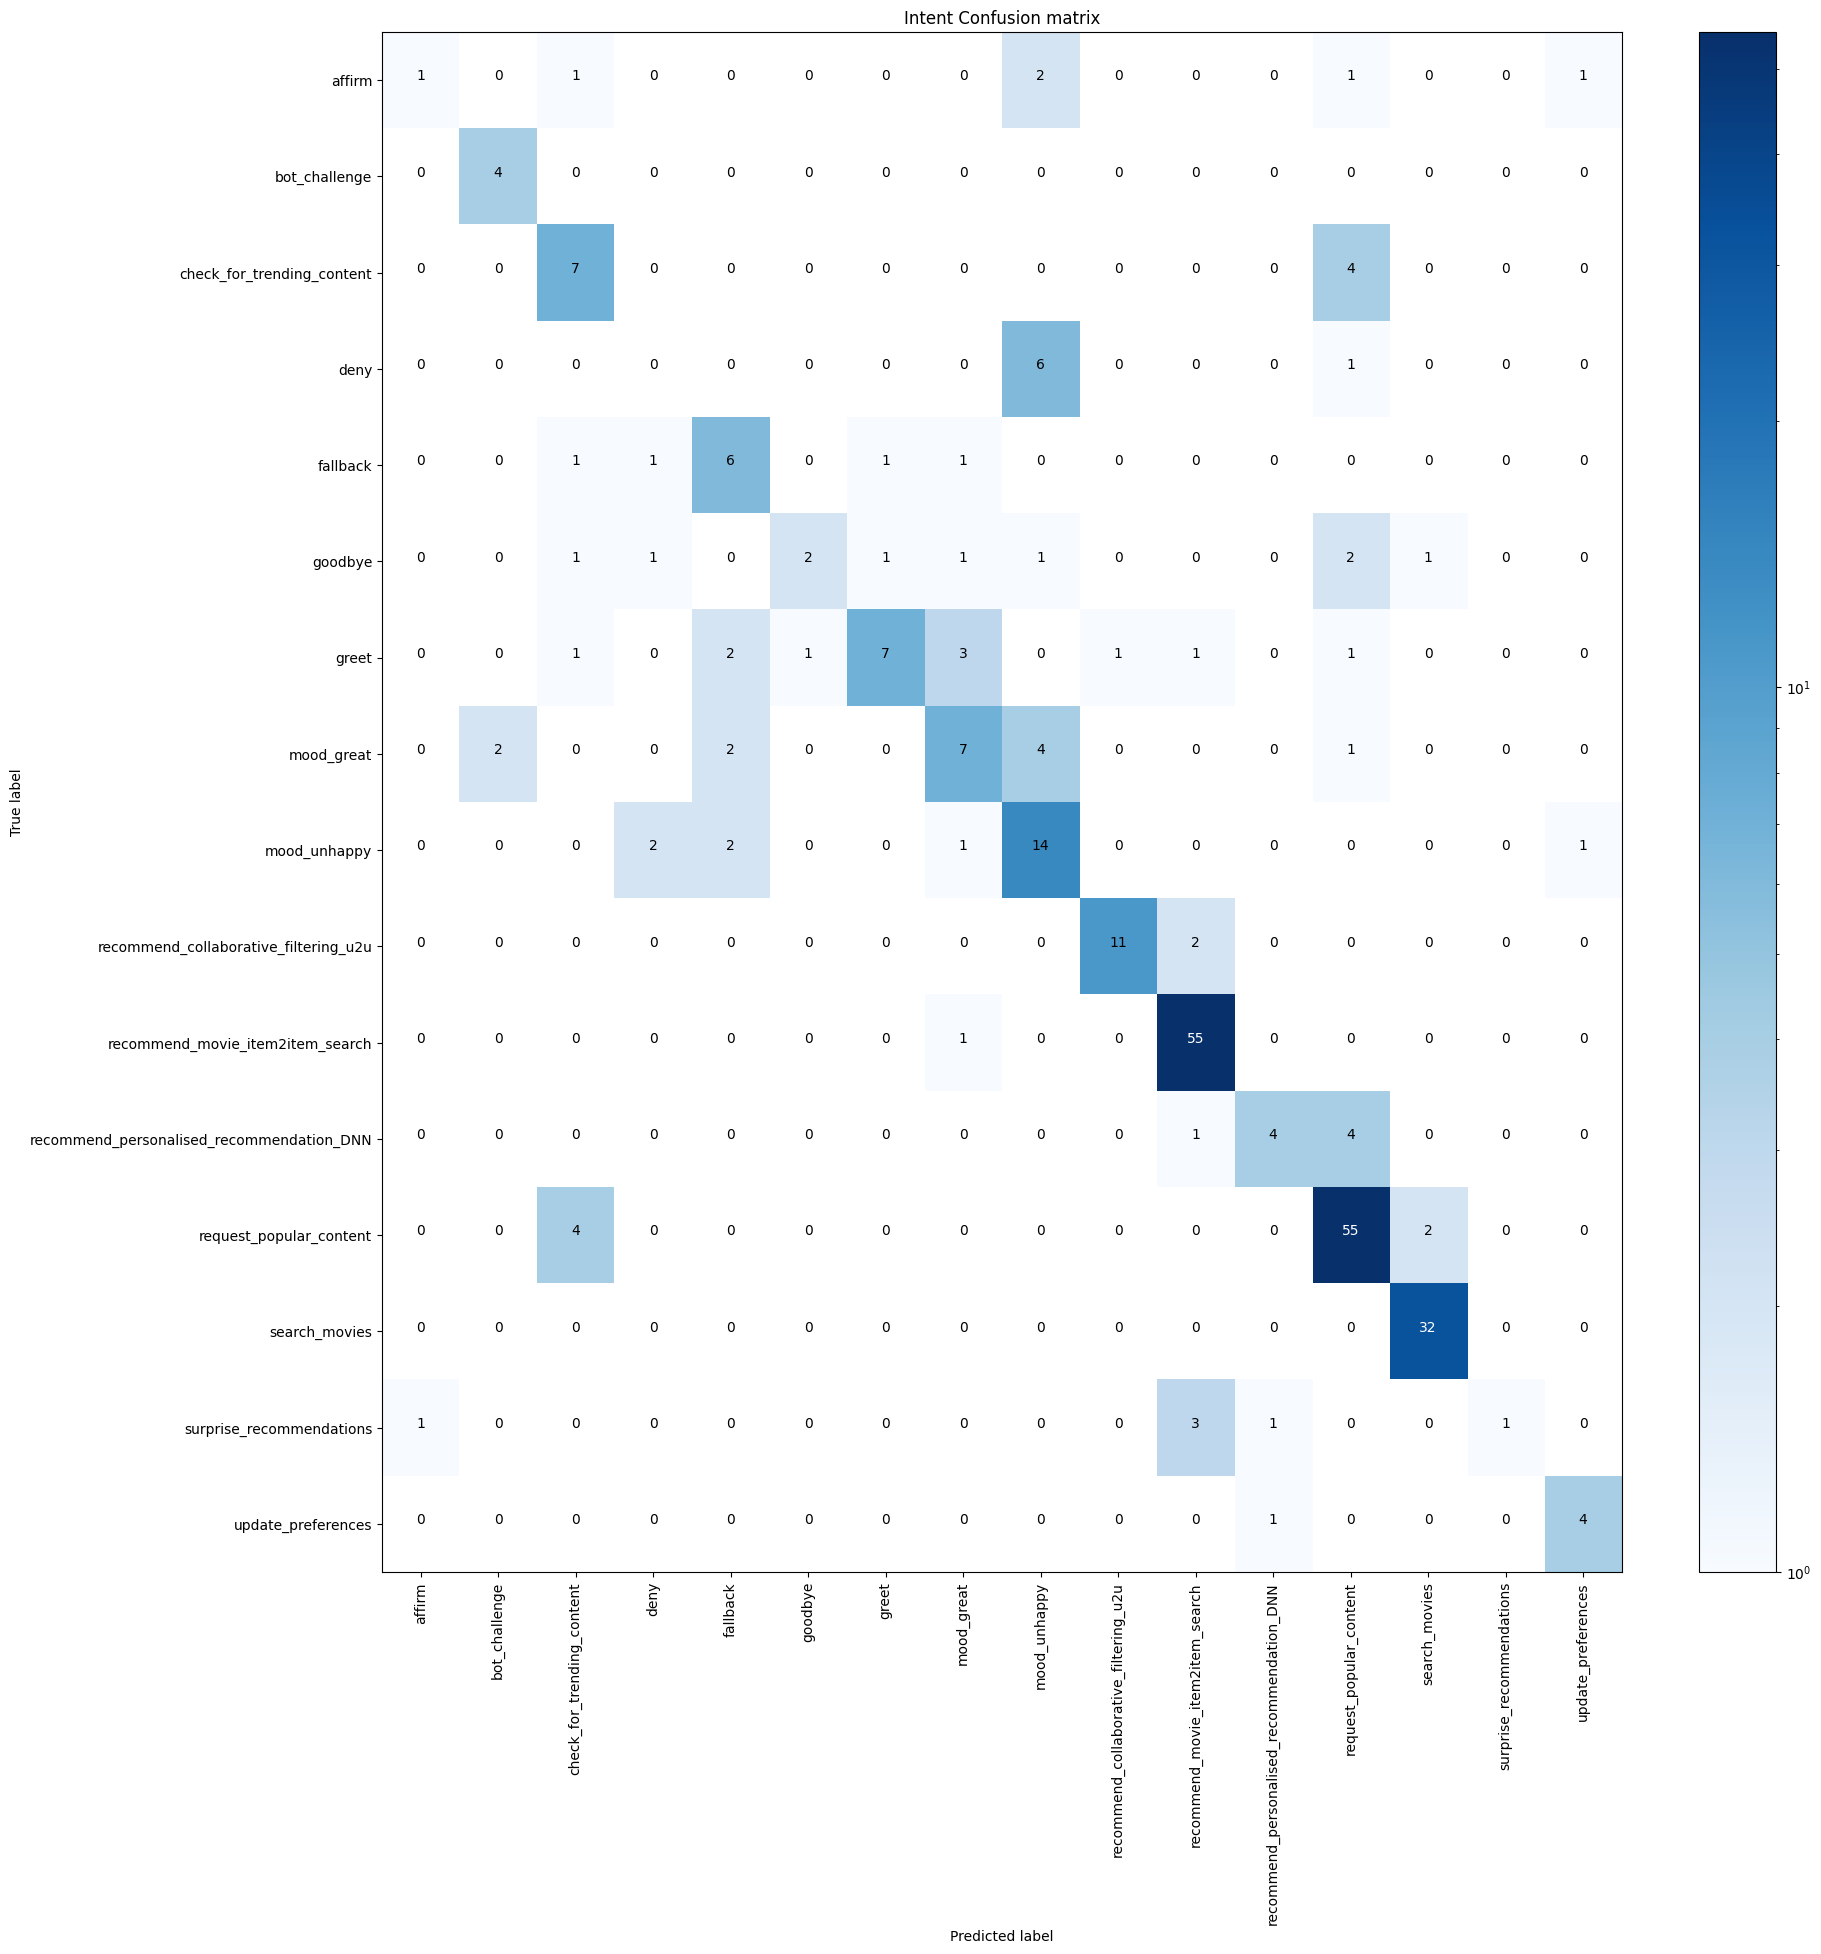 Intent Confusion matrix
affirm 1 0 1 0 0 0 0 0 2 0 0 0 1 0 0 1
bot_challenge 0 4 0 0 0 0 0 0 0 0 0 0 0 0 0 0
check_for_trending_content 0 0 7 0 0 0 0 0 0 0 0 0 4 0 0 0
deny 0 0 0 0 0 0 0 0 6 0 0 0 1 0 0 0
fallback 0 0 1 1 6 0 1 1 0 0 0 0 0 0 0 0
goodbye 0 0 1 1 0 2 1 1 1 0 0 0 2 1 0 0
greet 0 0 1 0 2 1 7 3 0 1 1 0 1 0 0 0
10¹
mood_great 0 2 0 0 2 0 0 7 4 0 0 0 1 0 0 0
True label
mood_unhappy 0 0 0 2 2 0 0 1 14 0 0 0 0 0 0 1
recommend_collaborative_filtering_u2u 0 0 0 0 0 0 0 0 0 11 2 0 0 0 0 0
recommend_movie_item2item_search 0 0 0 0 0 0 0 1 0 0 55 0 0 0 0 0
recommend_personalised_recommendation_DNN 0 0 0 0 0 0 0 0 0 0 1 4 4 0 0 0
request_popular_content 0 0 4 0 0 0 0 0 0 0 0 0 55 2 0 0
search_movies 0 0 0 0 0 0 0 0 0 0 0 0 0 32 0 0
surprise_recommendations 1 0 0 0 0 0 0 0 0 0 3 1 0 0 1 0
update_preferences 0 0 0 0 0 0 0 0 0 0 0 1 0 0 0 4
10⁰
affirm
bot_challenge
check_for_trending_content
deny
fallback
goodbye
greet
mood_great
mood_unhappy
recommend_collaborative_filtering_u2u
recommend_movie_item2item_search
recommend_personalised_recommendation_DNN
request_popular_content
search_movies
surprise_recommendations
update_preferences
Predicted label